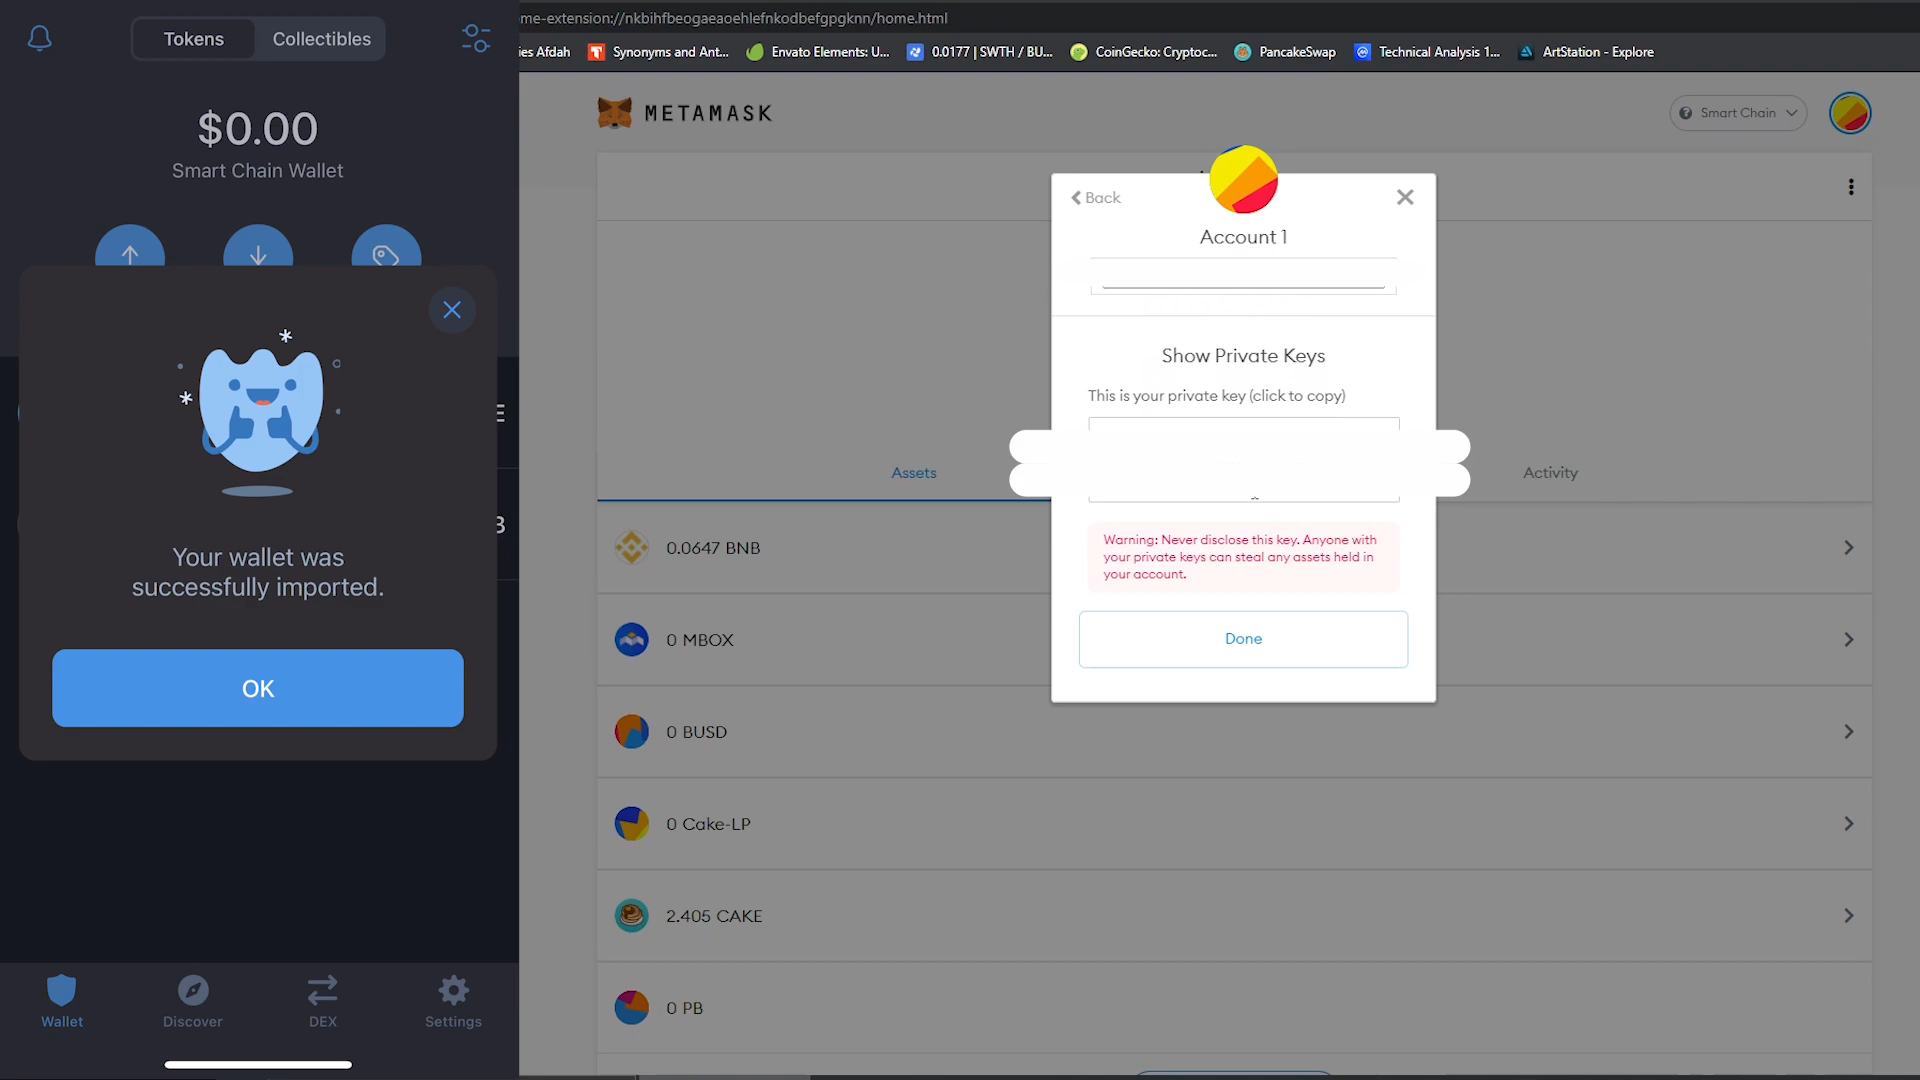 Tokens
Collectibles
$0.00
Smart Chain Wallet
Your wallet was
successfully imported.
OK
Wallet
Discover
DEX
Settings
me-extension://nkbihfbeogaeaoehlefnkodbefgpgknn/home.html
ies Afdah
Synonyms and Ant...
Envato Elements: U...
0.0177 | SWTH / BU...
CoinGecko: Cryptoc...
PancakeSwap
Technical Analysis 1...
ArtStation - Explore
METAMASK
Smart Chain
Back
Account 1
Show Private Keys
This is your private key (click to copy)
Warning: Never disclose this key. Anyone with
your private keys can steal any assets held in
your account.
Done
Assets
Activity
0.0647 BNB
0 MBOX
0 BUSD
0 Cake-LP
2.405 CAKE
0 PB